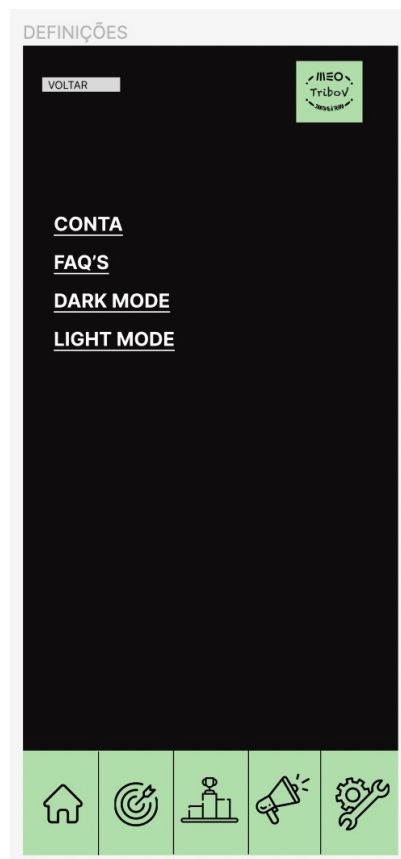 DEFINIÇÕES
VOLTAR
MEO
TriboV
CONTA
FAQ'S
DARK MODE
LIGHT MODE